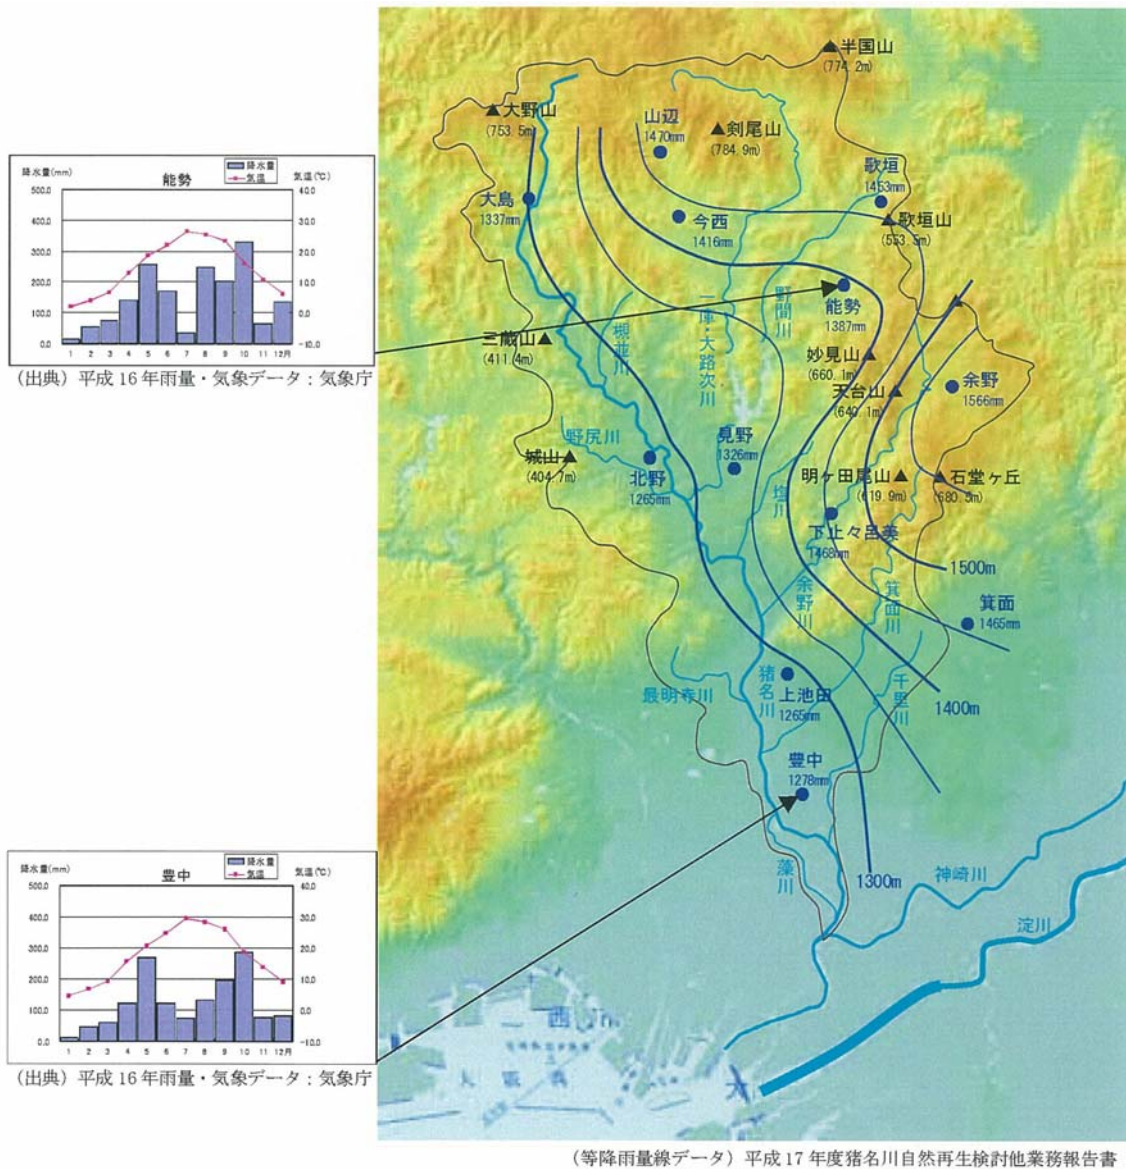 半国山
(774.2m)
大野山
(753.5m)
山辺
1470mm
剣尾山
(784.9m)
歌垣
1453mm
大島
1337mm
今西
1416mm
歌垣山
(553.5m)
能勢
1387mm
野間川
一庫・大路次川
槻並川
三蔵山
(411.4m)
妙見山
(660.1m)
天台山
(640.1m)
余野
1566mm
野尻川
城山
(404.7m)
北野
1265mm
見野
1326mm
塩川
明ヶ田尾山
(619.9m)
石堂ヶ丘
(680.5m)
下止々呂美
1468mm
1500m
余野川
箕面川
箕面
1465mm
最明寺川
猪名川
上池田
1265mm
千里川
1400m
豊中
1278mm
藻川
1300m
神崎川
淀川
降水量(mm)
能勢
降水量
気温
気温(℃)
500.0
400.0
300.0
200.0
100.0
0.0
40.0
30.0
20.0
10.0
0.0
-10.0
1 2 3 4 5 6 7 8 9 10 11 12月
(出典)平成16年雨量・気象データ:気象庁
降水量(mm)
豊中
降水量
気温
気温(℃)
500.0
400.0
300.0
200.0
100.0
0.0
40.0
30.0
20.0
10.0
0.0
-10.0
1 2 3 4 5 6 7 8 9 10 11 12月
(出典)平成16年雨量・気象データ:気象庁
(等降雨量線データ)平成17年度猪名川自然再生検討他業務報告書